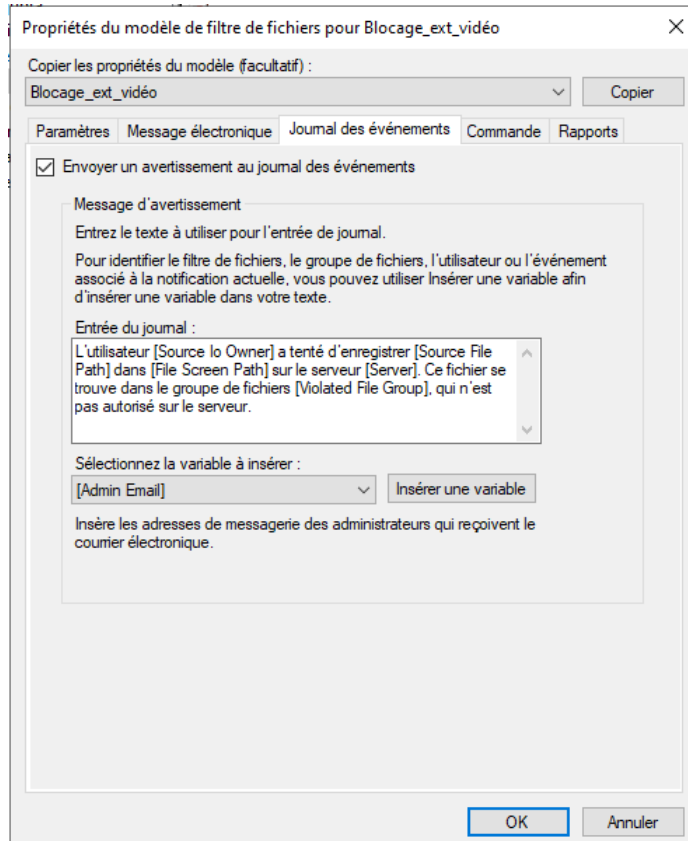 Propriétés du modèle de filtre de fichiers pour Blocage_ext_vidéo
Copier les propriétés du modèle (facultatif) :
Blocage_ext_vidéo
Copier
Paramètres Message électronique Journal des événements Commande Rapports
Envoyer un avertissement au journal des événements
Message d'avertissement
Entrez le texte à utiliser pour l'entrée de journal.
Pour identifier le filtre de fichiers, le groupe de fichiers, l'utilisateur ou l'événement
associé à la notification actuelle, vous pouvez utiliser Insérer une variable afin
d'insérer une variable dans votre texte.
Entrée du journal :
L'utilisateur [Source Io Owner] a tenté d'enregistrer [Source File
Path] dans [File Screen Path] sur le serveur [Server]. Ce fichier se
trouve dans le groupe de fichiers [Violated File Group], qui n'est
pas autorisé sur le serveur.
Sélectionnez la variable à insérer :
[Admin Email]
Insérer une variable
Insère les adresses de messagerie des administrateurs qui reçoivent le
courrier électronique.
OK
Annuler